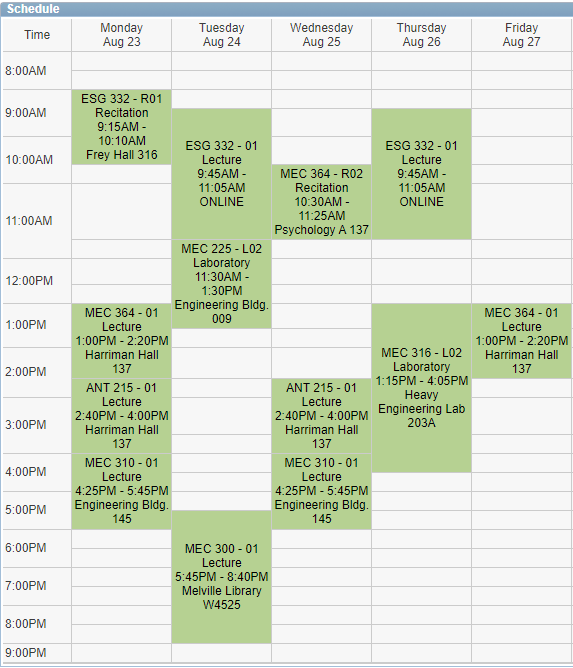 Schedule
Time
Monday
Aug 23
Tuesday
Aug 24
Wednesday
Aug 25
Thursday
Aug 26
Friday
Aug 27
8:00AM
9:00AM
10:00AM
11:00AM
12:00PM
1:00PM
2:00PM
3:00PM
4:00PM
5:00PM
6:00PM
7:00PM
8:00PM
9:00PM
ESG 332 - R01
Recitation
9:15AM -
10:10AM
Frey Hall 316
MEC 364 - 01
Lecture
1:00PM - 2:20PM
Harriman Hall
137
ANT 215 - 01
Lecture
2:40PM - 4:00PM
Harriman Hall
137
MEC 310 - 01
Lecture
4:25PM - 5:45PM
Engineering Bldg.
145
ESG 332 - 01
Lecture
9:45AM -
11:05AM
ONLINE
MEC 225 - L02
Laboratory
11:30AM -
1:30PM
Engineering Bldg.
009
MEC 300 - 01
Lecture
5:45PM - 8:40PM
Melville Library
W4525
MEC 364 - R02
Recitation
10:30AM -
11:25AM
Psychology A 137
ANT 215 - 01
Lecture
2:40PM - 4:00PM
Harriman Hall
137
MEC 310 - 01
Lecture
4:25PM - 5:45PM
Engineering Bldg.
145
ESG 332 - 01
Lecture
9:45AM -
11:05AM
ONLINE
MEC 316 - L02
Laboratory
1:15PM - 4:05PM
Heavy
Engineering Lab
203A
MEC 364 - 01
Lecture
1:00PM - 2:20PM
Harriman Hall
137